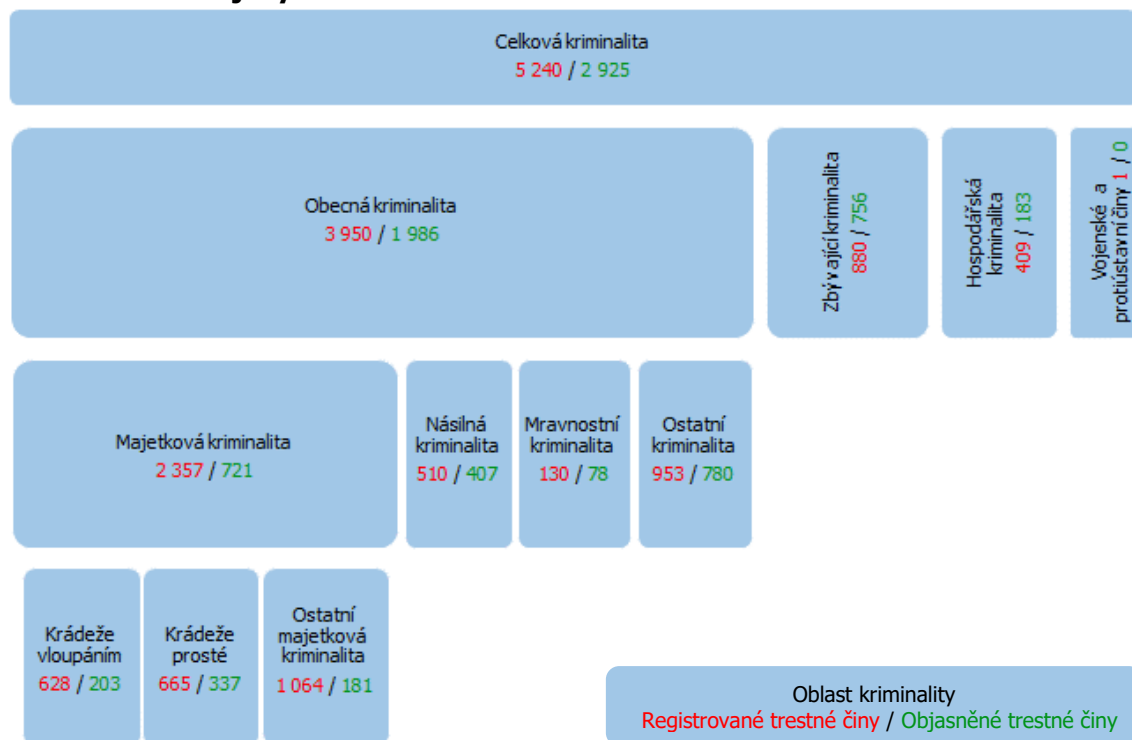 Celková kriminalita
5 240 / 2 925
Obecná kriminalita
3 950 / 1 986
Zbývající kriminalita
880 / 756
Hospodářská
kriminalita
409 / 183
Vojenské a
protiústavní činy 1 / 0
Majetková kriminalita
2 357 / 721
Násilná
kriminalita
510 / 407
Mravnostní
kriminalita
130 / 78
Ostatní
kriminalita
953 / 780
Krádeže
vloupáním
628 / 203
Krádeže
prosté
665 / 337
Ostatní
majetková
kriminalita
1 064 / 181
Oblast kriminality
Registrované trestné činy / Objasněné trestné činy